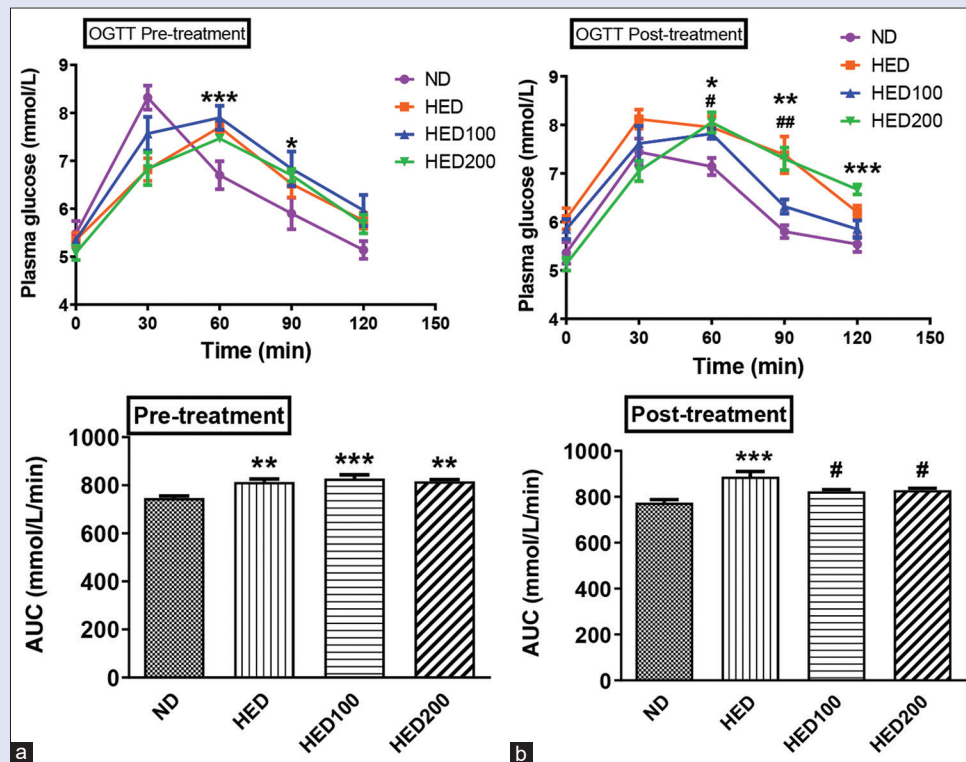 OGTT Pre-treatment
ND
HED
HED100
HED200
***
*
Plasma glucose (mmol/L)
9
8
7
6
5
4
0 30 60 90 120 150
Time (min)
OGTT Post-treatment
ND
HED
HED100
HED200
*
#
**
##
***
Plasma glucose (mmol/L)
9
8
7
6
5
4
0 30 60 90 120 150
Time (min)
Pre-treatment
** *** **
AUC (mmol/L/min)
1000
800
600
400
200
0
ND HED HED100 HED200
a
Post-treatment
*** # #
AUC (mmol/L/min)
1000
800
600
400
200
0
ND HED HED100 HED200
b